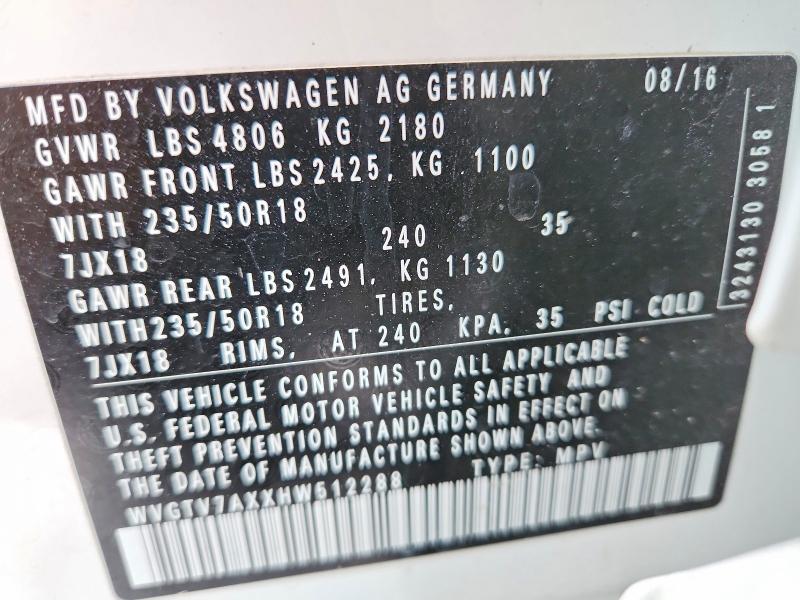 MFD BY VOLKSWAGEN AG GERMANY 08/16
GVWR LBS 4806 KG 2180
GAWR FRONT LBS 2425, KG 1100
WITH 235/50R18
7JX18 240 35
GAWR REAR LBS 2491, KG 1130
WITH 235/50R18 TIRES,
7JX18 RIMS, AT 240 KPA, 35 PSI COLD
THIS VEHICLE CONFORMS TO ALL APPLICABLE
U.S. FEDERAL MOTOR VEHICLE SAFETY AND
THEFT PREVENTION STANDARDS IN EFFECT ON
THE DATE OF MANUFACTURE SHOWN ABOVE.
WVGTV7AXXHW512288 TYPE: MPV
3243130 3058 1